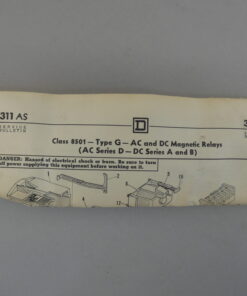 311 AS
SERVICE
BULLETIN
D
3
Class 8501 — Type G — AC and DC Magnetic Relays
(AC Series D — DC Series A and B)
DANGER: Hazard of electrical shock or burn. Be sure to turn
off power supplying this equipment before working on it.